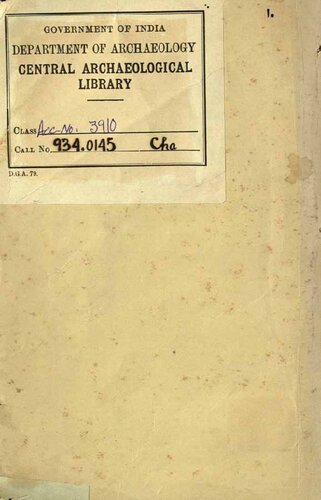 1.
GOVERNMENT OF INDIA
DEPARTMENT OF ARCHAEOLOGY
CENTRAL ARCHAEOLOGICAL
LIBRARY
CLASS Acc-No. 3910
CALL No. 934.0145 Cha
D.G.A. 79.